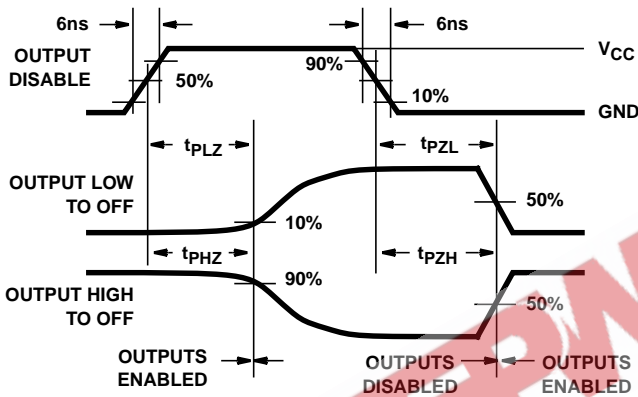 6ns
6ns
OUTPUT
DISABLE
50%
90%
10%
VCC
GND
tPLZ
tPZL
OUTPUT LOW
TO OFF
10%
50%
tPHZ
tPZH
OUTPUT HIGH
TO OFF
90%
50%
OUTPUTS
ENABLED
OUTPUTS
DISABLED
OUTPUTS
ENABLED